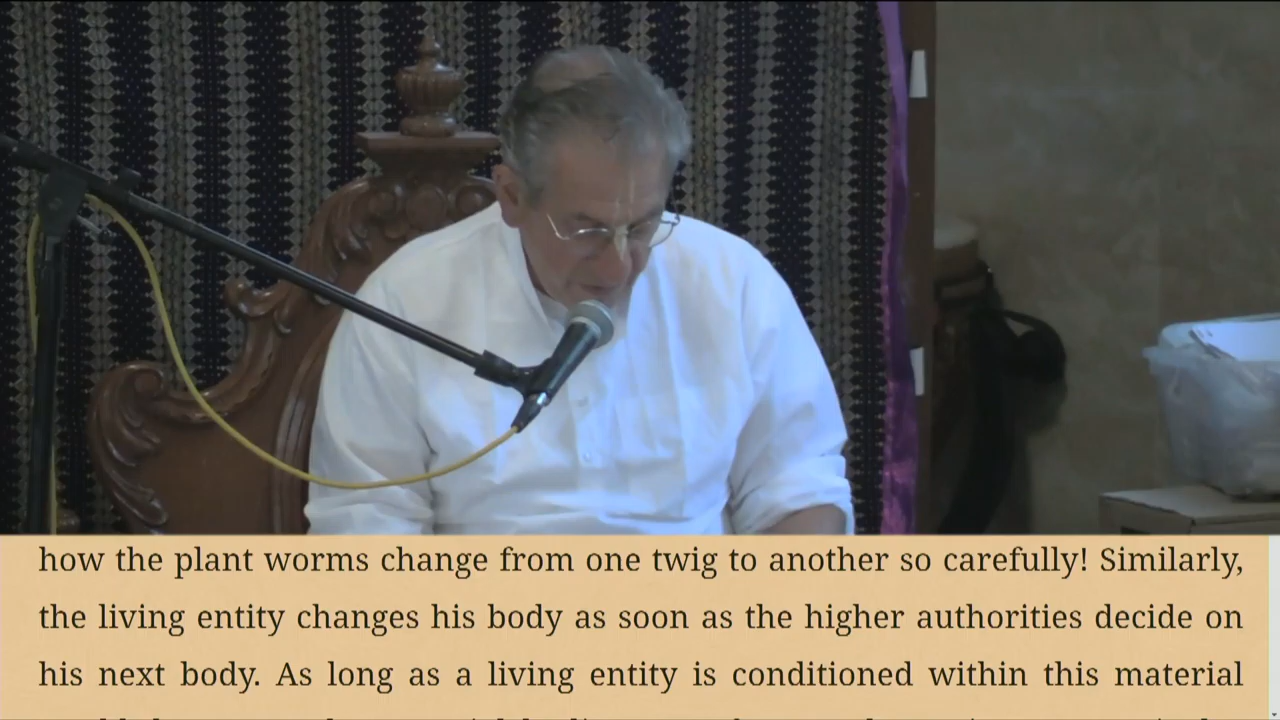 how the plant worms change from one twig to another so carefully! Similarly,
the living entity changes his body as soon as the higher authorities decide on
his next body. As long as a living entity is conditioned within this material